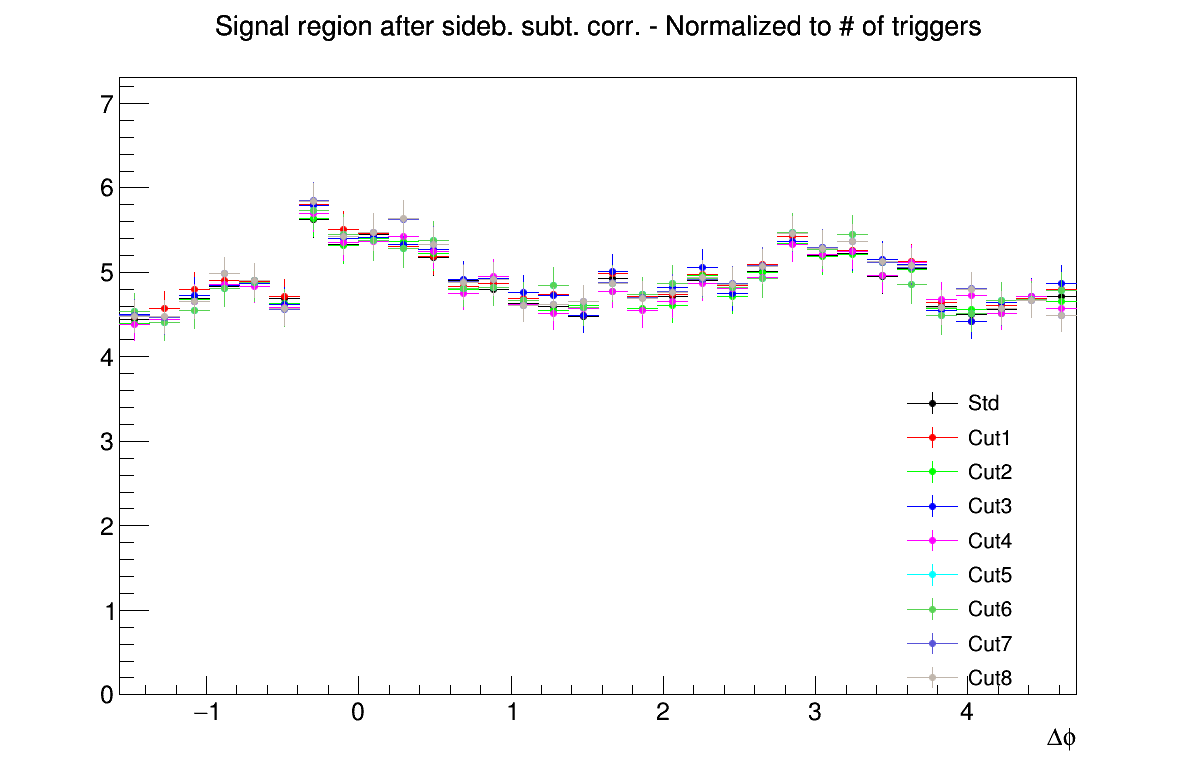 Signal region after sideb. subt. corr. - Normalized to # of triggers
7
6
5
4
3
2
1
0
Std
Cut1
Cut2
Cut3
Cut4
Cut5
Cut6
Cut7
Cut8
−1 0 1 2 3 4
Δϕ